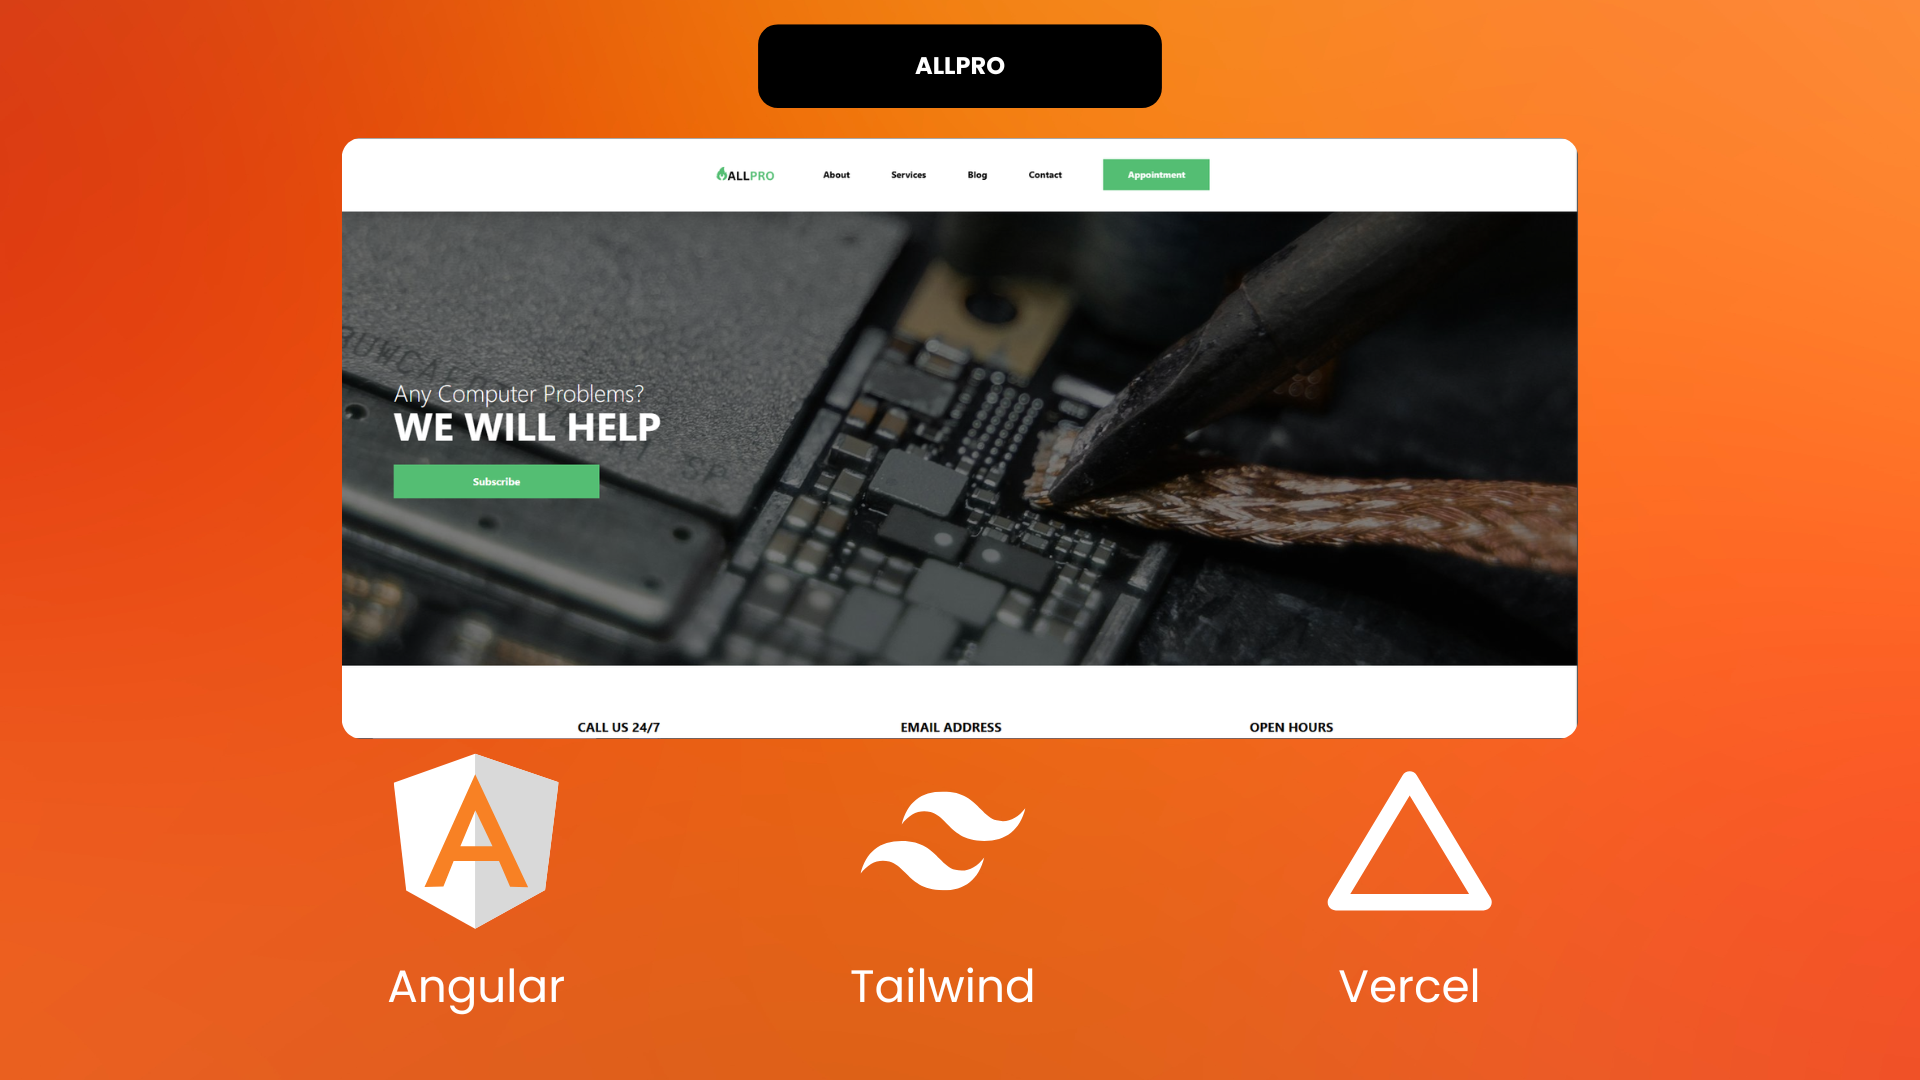 ALLPRO
ALLPRO About Services Blog Contact Appointment
Any Computer Problems?
WE WILL HELP
Subscribe
CALL US 24/7 EMAIL ADDRESS OPEN HOURS
Angular Tailwind Vercel